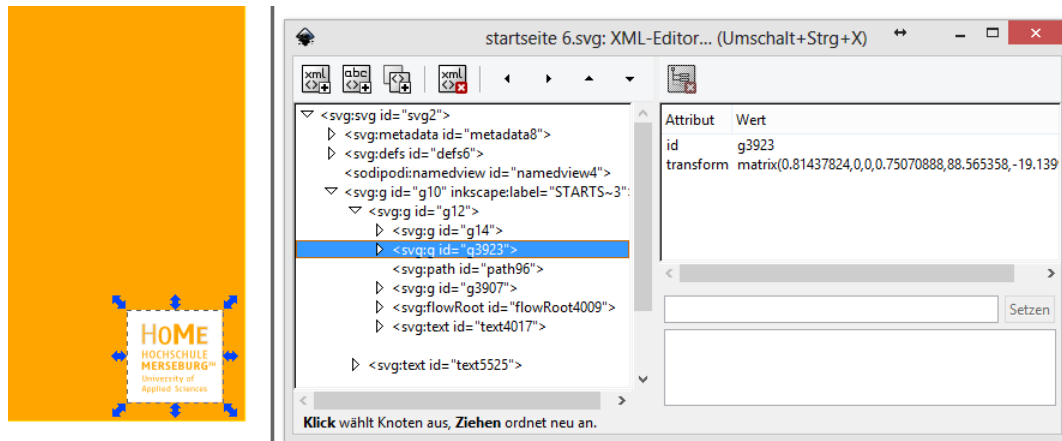 HOME
HOCHSCHULE
MERSEBURG™
University of
Applied Sciences
startseite 6.svg: XML-Editor... (Umschalt+Strg+X)
xml
abc
xml
<svg:svg id="svg2">
<svg:metadata id="metadata8">
<svg:defs id="defs6">
<sodipodi:namedview id="namedview4">
<svg:g id="g10" inkscape:label="STARTS~3">
<svg:g id="g12">
<svg:g id="g14">
<svg:g id="g3923">
<svg:path id="path96">
<svg:g id="g3907">
<svg:flowRoot id="flowRoot4009">
<svg:text id="text4017">
<svg:text id="text5525">
Klick wählt Knoten aus, Ziehen ordnet neu an.
Attribut Wert
id g3923
transform matrix(0.81437824,0,0,0.75070888,88.565358,-19.139
Setzen